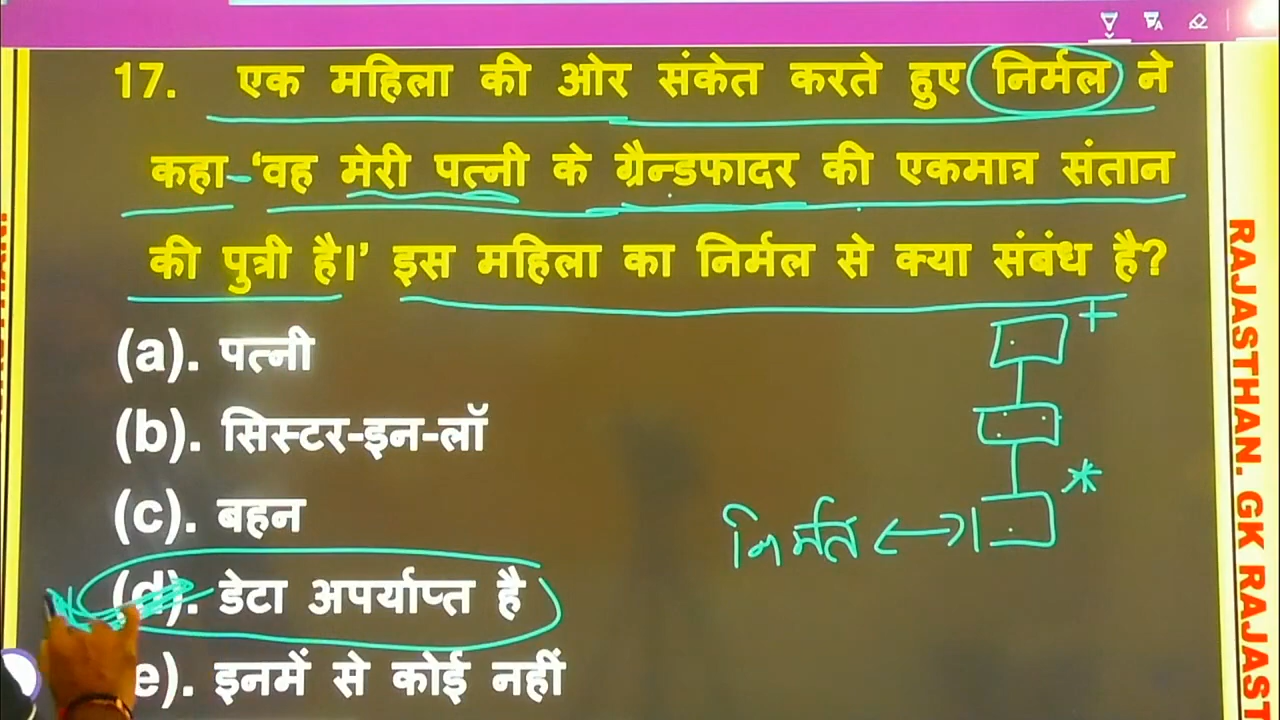 17. एक महिला की ओर संकेत करते हुए निर्मल ने
कहा-‘वह मेरी पत्नी के ग्रैन्डफादर की एकमात्र संतान
की पुत्री है।’ इस महिला का निर्मल से क्या संबंध है?
(a). पत्नी
(b). सिस्टर-इन-लॉ
(c). बहन
(d). डेटा अपर्याप्त है
e). इनमें से कोई नहीं
+
*
निर्मल
RAJASTHAN. GK RAJAST